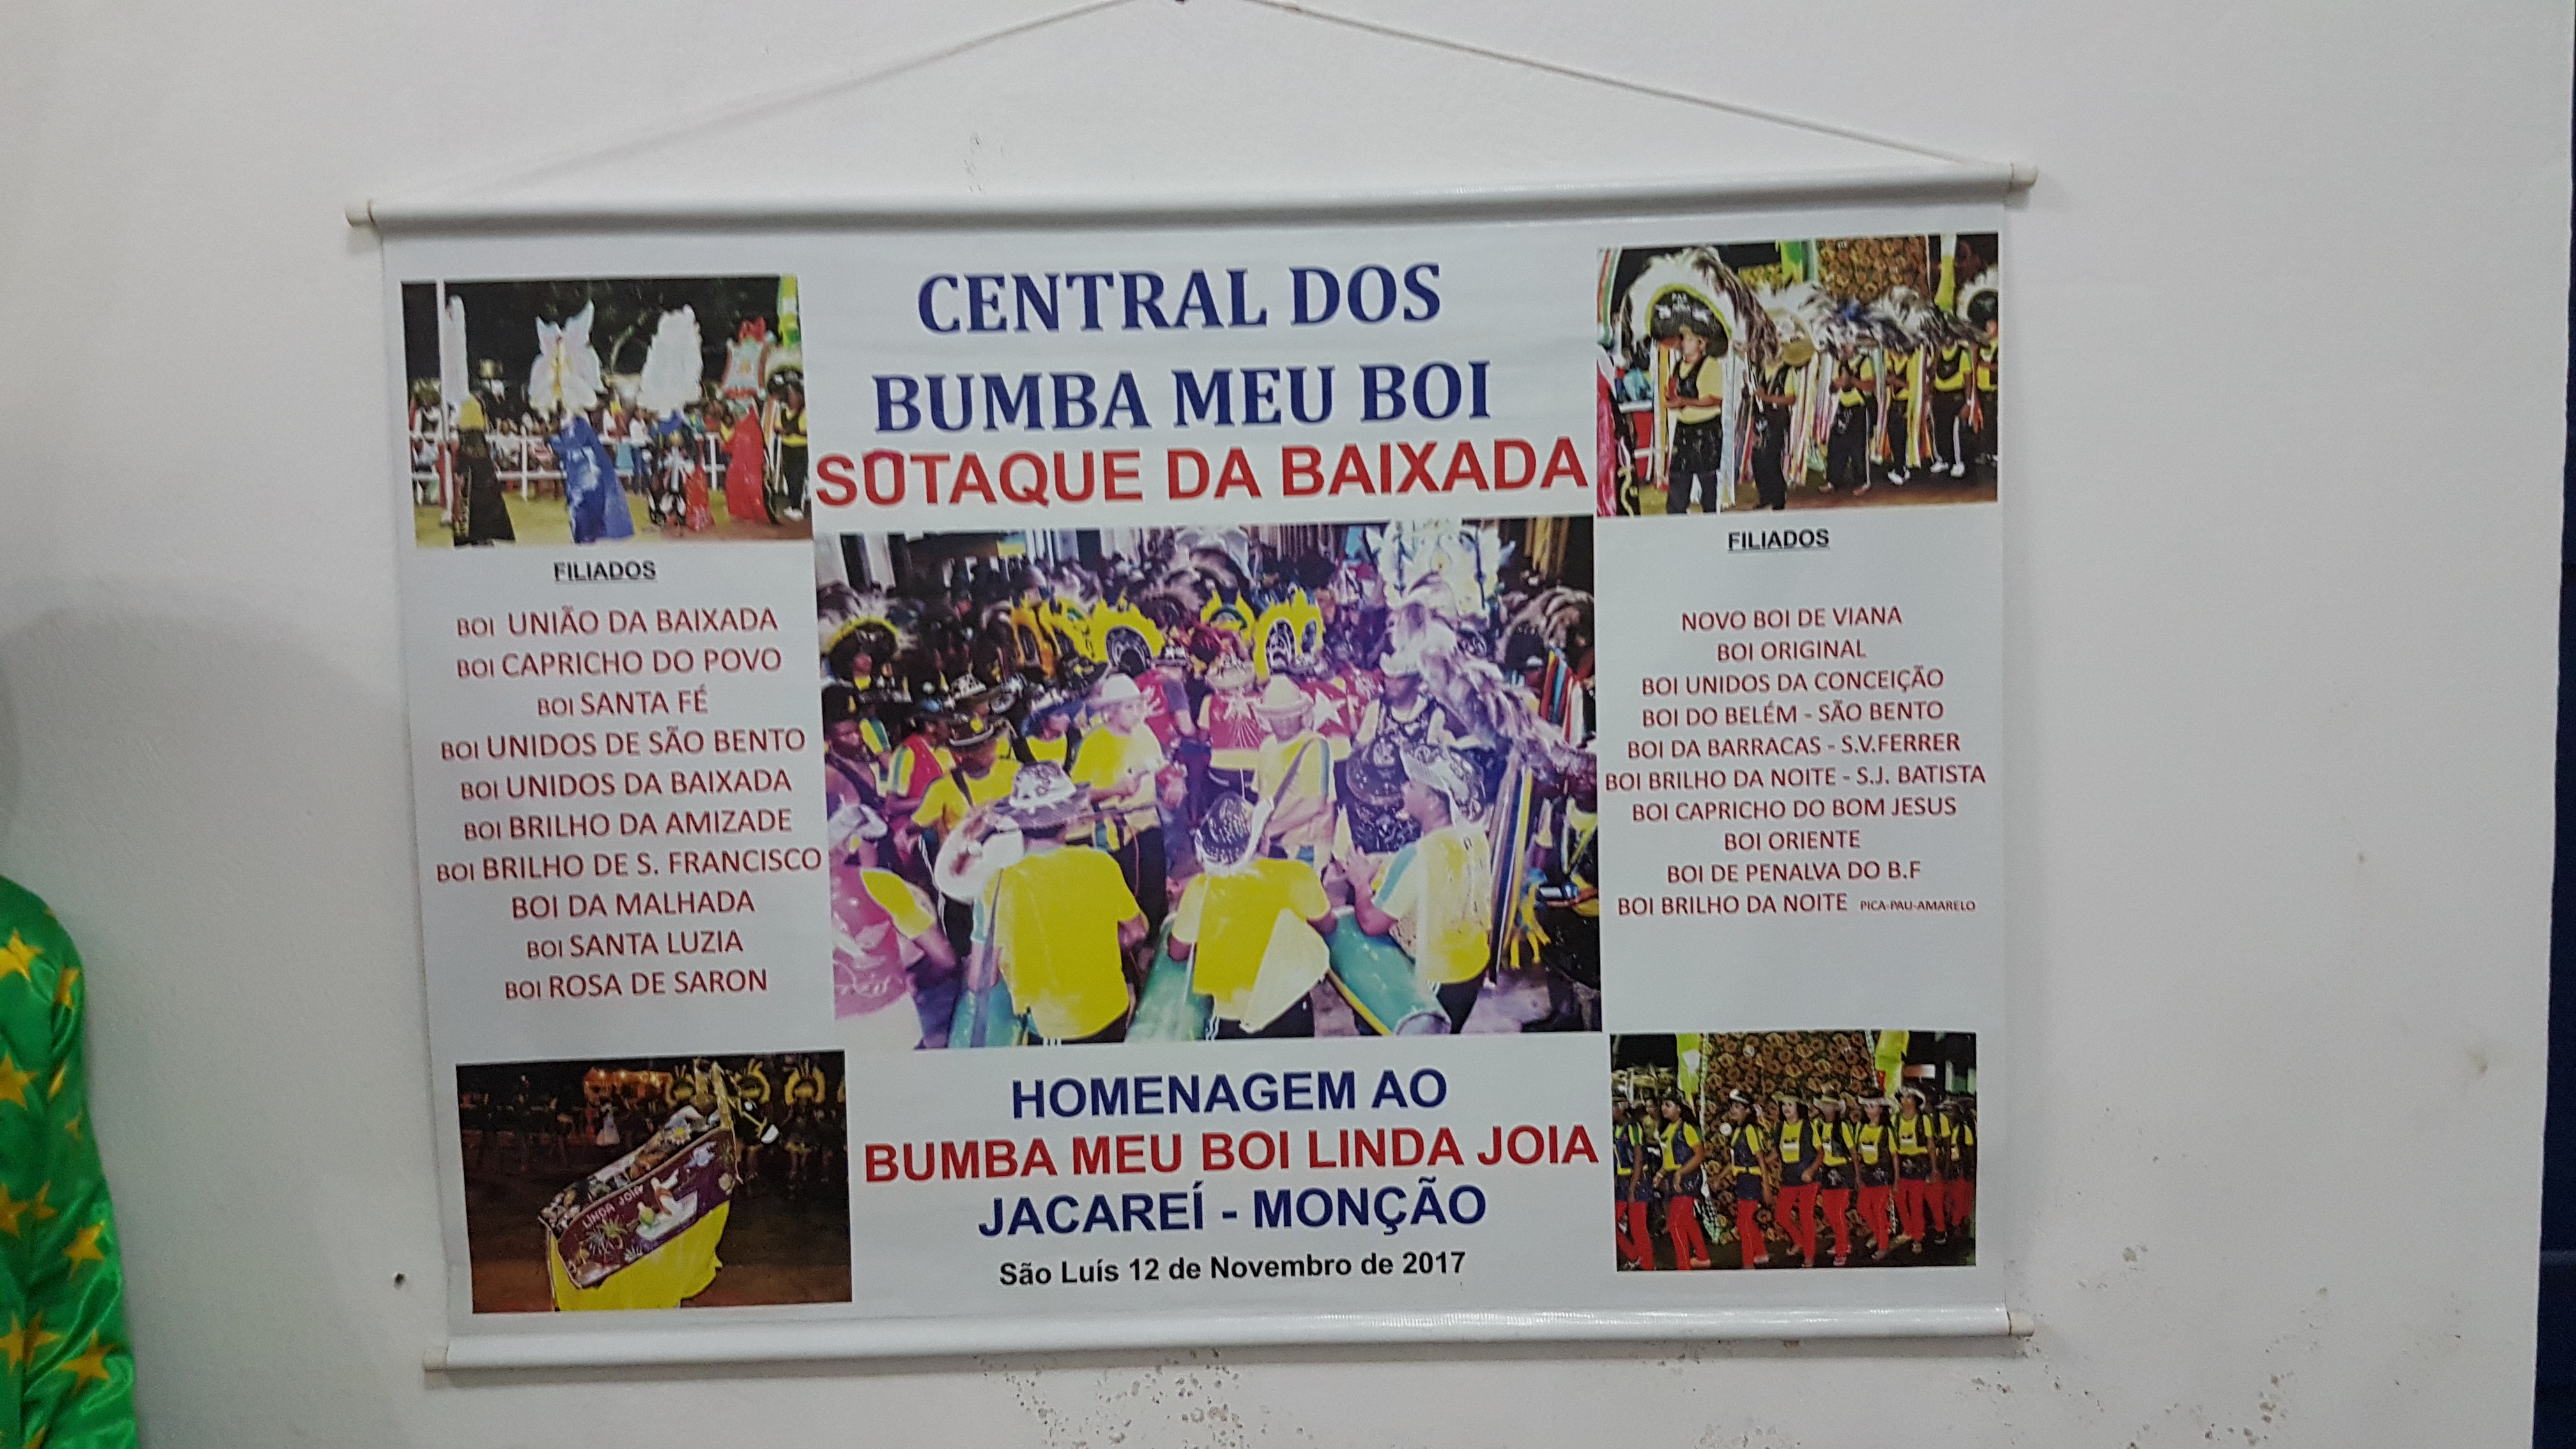 CENTRAL DOS
BUMBA MEU BOI
SOTAQUE DA BAIXADA
FILIADOS
BOI UNIÃO DA BAIXADA
BOI CAPRICHO DO POVO
BOI SANTA FÉ
BOI UNIDOS DE SÃO BENTO
BOI UNIDOS DA BAIXADA
BOI BRILHO DA AMIZADE
BOI BRILHO DE S. FRANCISCO
BOI DA MALHADA
BOI SANTA LUZIA
BOI ROSA DE SARON
FILIADOS
NOVO BOI DE VIANA
BOI ORIGINAL
BOI UNIDOS DA CONCEIÇÃO
BOI DO BELÉM - SÃO BENTO
BOI DA BARRACAS - S.V.FERRER
BOI BRILHO DA NOITE - S.J. BATISTA
BOI CAPRICHO DO BOM JESUS
BOI ORIENTE
BOI DE PENALVA DO B.F
BOI BRILHO DA NOITE PICA-PAU-AMARELO
LINDA JOIA
HOMENAGEM AO
BUMBA MEU BOI LINDA JOIA
JACAREÍ - MONÇÃO
São Luís 12 de Novembro de 2017